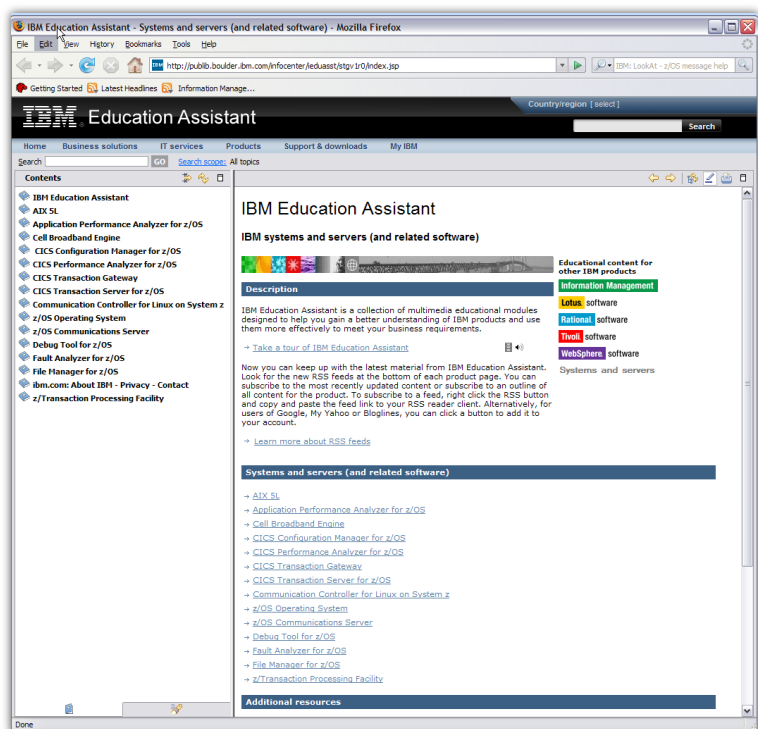 IBM Education Assistant - Systems and servers (and related software) - Mozilla Firefox
File Edit View History Bookmarks Tools Help
http://publib.boulder.ibm.com/infocenter/ieduasst/stgv1r0/index.jsp
IBM: LookAt - z/OS message help
Getting Started Latest Headlines Information Manage...
Country/region [ select ]
IBM® Education Assistant
Search
Home Business solutions IT services Products Support & downloads My IBM
Search GO Search scope: All topics
Contents
IBM Education Assistant
AIX 5L
Application Performance Analyzer for z/OS
Cell Broadband Engine
CICS Configuration Manager for z/OS
CICS Performance Analyzer for z/OS
CICS Transaction Gateway
CICS Transaction Server for z/OS
Communication Controller for Linux on System z
z/OS Operating System
z/OS Communications Server
Debug Tool for z/OS
Fault Analyzer for z/OS
File Manager for z/OS
ibm.com: About IBM - Privacy - Contact
z/Transaction Processing Facility
IBM Education Assistant
IBM systems and servers (and related software)
Description
IBM Education Assistant is a collection of multimedia educational modules
designed to help you gain a better understanding of IBM products and use
them more effectively to meet your business requirements.
→ Take a tour of IBM Education Assistant
Now you can keep up with the latest material from IBM Education Assistant.
Look for the new RSS feeds at the bottom of each product page. You can
subscribe to the most recently updated content or subscribe to an outline of
all content for the product. To subscribe to a feed, right click the RSS button
and copy and paste the feed link to your RSS reader client. Alternatively, for
users of Google, My Yahoo or Bloglines, you can click a button to add it to
your account.
→ Learn more about RSS feeds
Educational content for
other IBM products
Information Management
Lotus. software
Rational. software
Tivoli. software
WebSphere. software
Systems and servers
Systems and servers (and related software)
→ AIX 5L
→ Application Performance Analyzer for z/OS
→ Cell Broadband Engine
→ CICS Configuration Manager for z/OS
→ CICS Performance Analyzer for z/OS
→ CICS Transaction Gateway
→ CICS Transaction Server for z/OS
→ Communication Controller for Linux on System z
→ z/OS Operating System
→ z/OS Communications Server
→ Debug Tool for z/OS
→ Fault Analyzer for z/OS
→ File Manager for z/OS
→ z/Transaction Processing Facility
Additional resources
Done